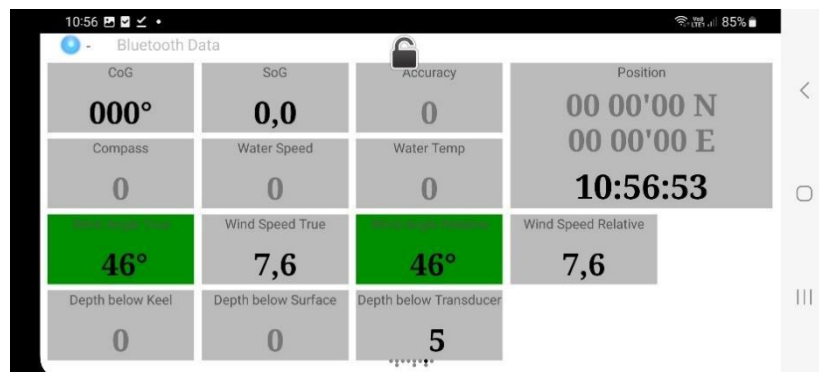 10:56
85%
- Bluetooth Data
CoG SoG Accuracy Position
000° 0,0 0 00 00'00 N
00 00'00 E
Compass Water Speed Water Temp
0 0 0 10:56:53
Wind Speed True Wind Speed Relative
46° 7,6 46° 7,6
Depth below Keel Depth below Surface Depth below Transducer
0 0 5